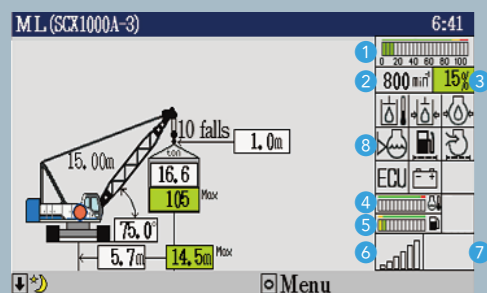 ML(SCX1000A-3) 6:41
1
0 20 40 60 80 100
2 800min⁻¹ 15% 3
10 falls
1.0m
15.00m
ton
16.6
105 Max
8
ECU
4
75.0°
5
5.7m 14.5m Max
6 7
Menu